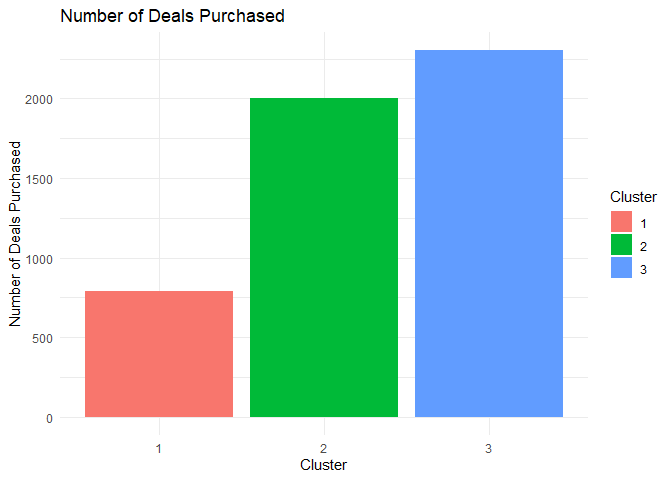 Number of Deals Purchased
Number of Deals Purchased
2000
1500
1000
500
0
1
2
3
Cluster
Cluster
1
2
3